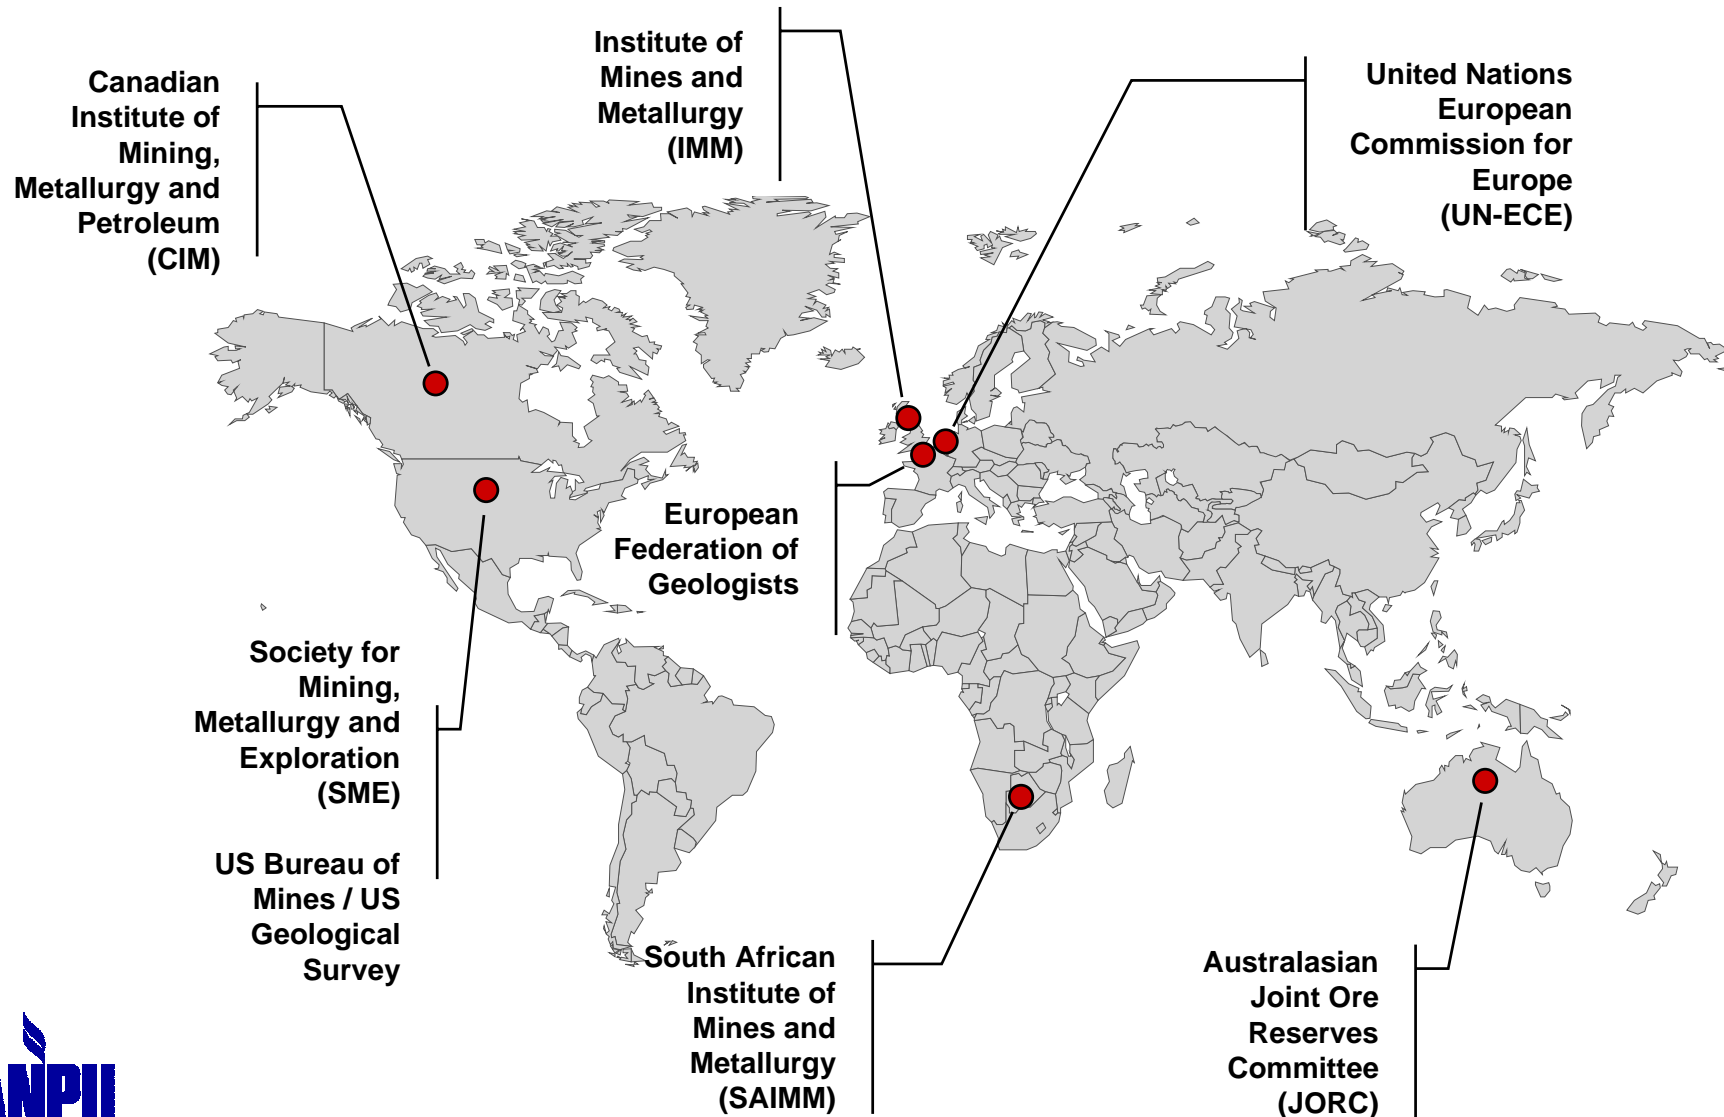 Canadian
Institute of
Mining,
Metallurgy and
Petroleum
(CIM)
Institute of
Mines and
Metallurgy
(IMM)
United Nations
European
Commission for
Europe
(UN-ECE)
European
Federation of
Geologists
Society for
Mining,
Metallurgy and
Exploration
(SME)
US Bureau of
Mines / US
Geological
Survey
South African
Institute of
Mines and
Metallurgy
(SAIMM)
Australasian
Joint Ore
Reserves
Committee
(JORC)